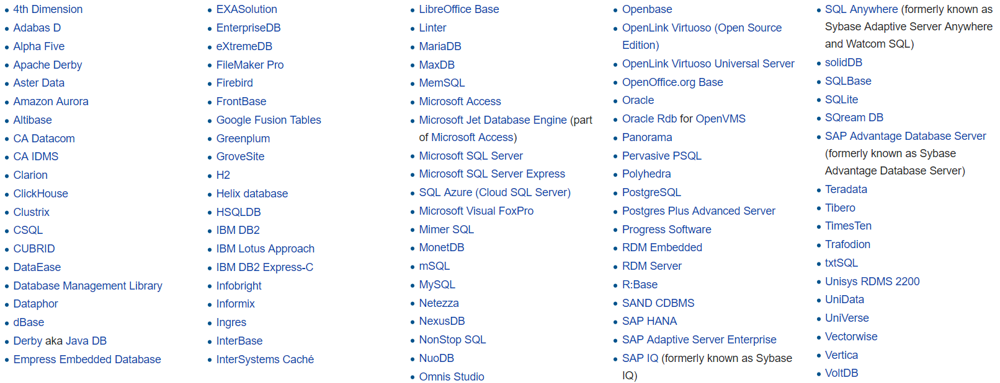 4th Dimension
Adabas D
Alpha Five
Apache Derby
Aster Data
Amazon Aurora
Altibase
CA Datacom
CA IDMS
Clarion
ClickHouse
Clustrix
CSQL
CUBRID
DataEase
Database Management Library
Dataphor
dBase
Derby aka Java DB
Empress Embedded Database
EXASolution
EnterpriseDB
eXtremeDB
FileMaker Pro
Firebird
FrontBase
Google Fusion Tables
Greenplum
GroveSite
H2
Helix database
HSQLDB
IBM DB2
IBM Lotus Approach
IBM DB2 Express-C
Infobright
Informix
Ingres
InterBase
InterSystems Caché
LibreOffice Base
Linter
MariaDB
MaxDB
MemSQL
Microsoft Access
Microsoft Jet Database Engine (part
of Microsoft Access)
Microsoft SQL Server
Microsoft SQL Server Express
SQL Azure (Cloud SQL Server)
Microsoft Visual FoxPro
Mimer SQL
MonetDB
mSQL
MySQL
Netezza
NexusDB
NonStop SQL
NuoDB
Omnis Studio
Openbase
OpenLink Virtuoso (Open Source
Edition)
OpenLink Virtuoso Universal Server
OpenOffice.org Base
Oracle
Oracle Rdb for OpenVMS
Panorama
Pervasive PSQL
Polyhedra
PostgreSQL
Postgres Plus Advanced Server
Progress Software
RDM Embedded
RDM Server
R:Base
SAND CDBMS
SAP HANA
SAP Adaptive Server Enterprise
SAP IQ (formerly known as Sybase
IQ)
SQL Anywhere (formerly known as
Sybase Adaptive Server Anywhere
and Watcom SQL)
solidDB
SQLBase
SQLite
SQream DB
SAP Advantage Database Server
(formerly known as Sybase
Advantage Database Server)
Teradata
Tibero
TimesTen
Trafodion
txtSQL
Unisys RDMS 2200
UniData
UniVerse
Vectorwise
Vertica
VoltDB